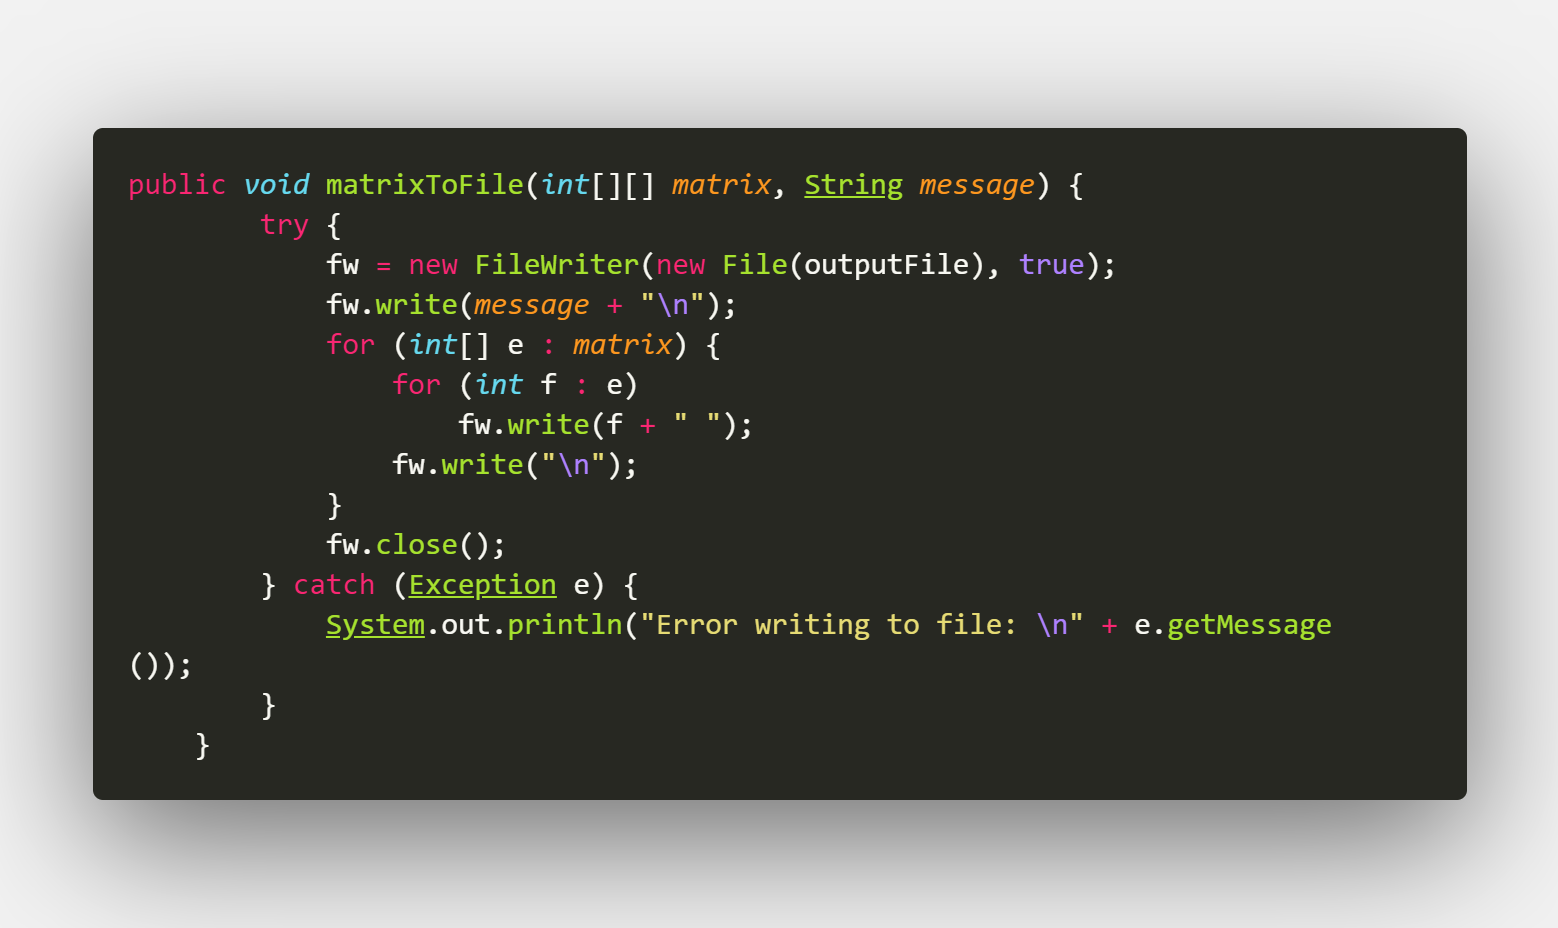 public void matrixToFile(int[][] matrix, String message) {
        try {
            fw = new FileWriter(new File(outputFile), true);
            fw.write(message + "\n");
            for (int[] e : matrix) {
                for (int f : e)
                    fw.write(f + " ");
                fw.write("\n");
            }
            fw.close();
        } catch (Exception e) {
            System.out.println("Error writing to file: \n" + e.getMessage
());
        }
    }